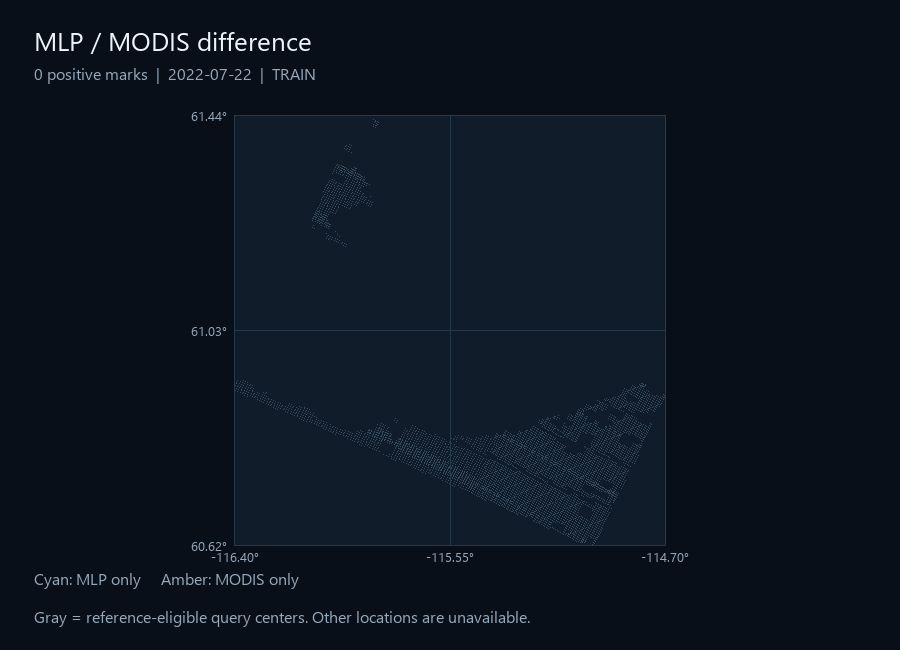 MLP / MODIS difference
0 positive marks | 2022-07-22 | TRAIN
61.44°
61.03°
60.62°
-116.40° -115.55° -114.70°
Cyan: MLP only Amber: MODIS only
Gray = reference-eligible query centers. Other locations are unavailable.